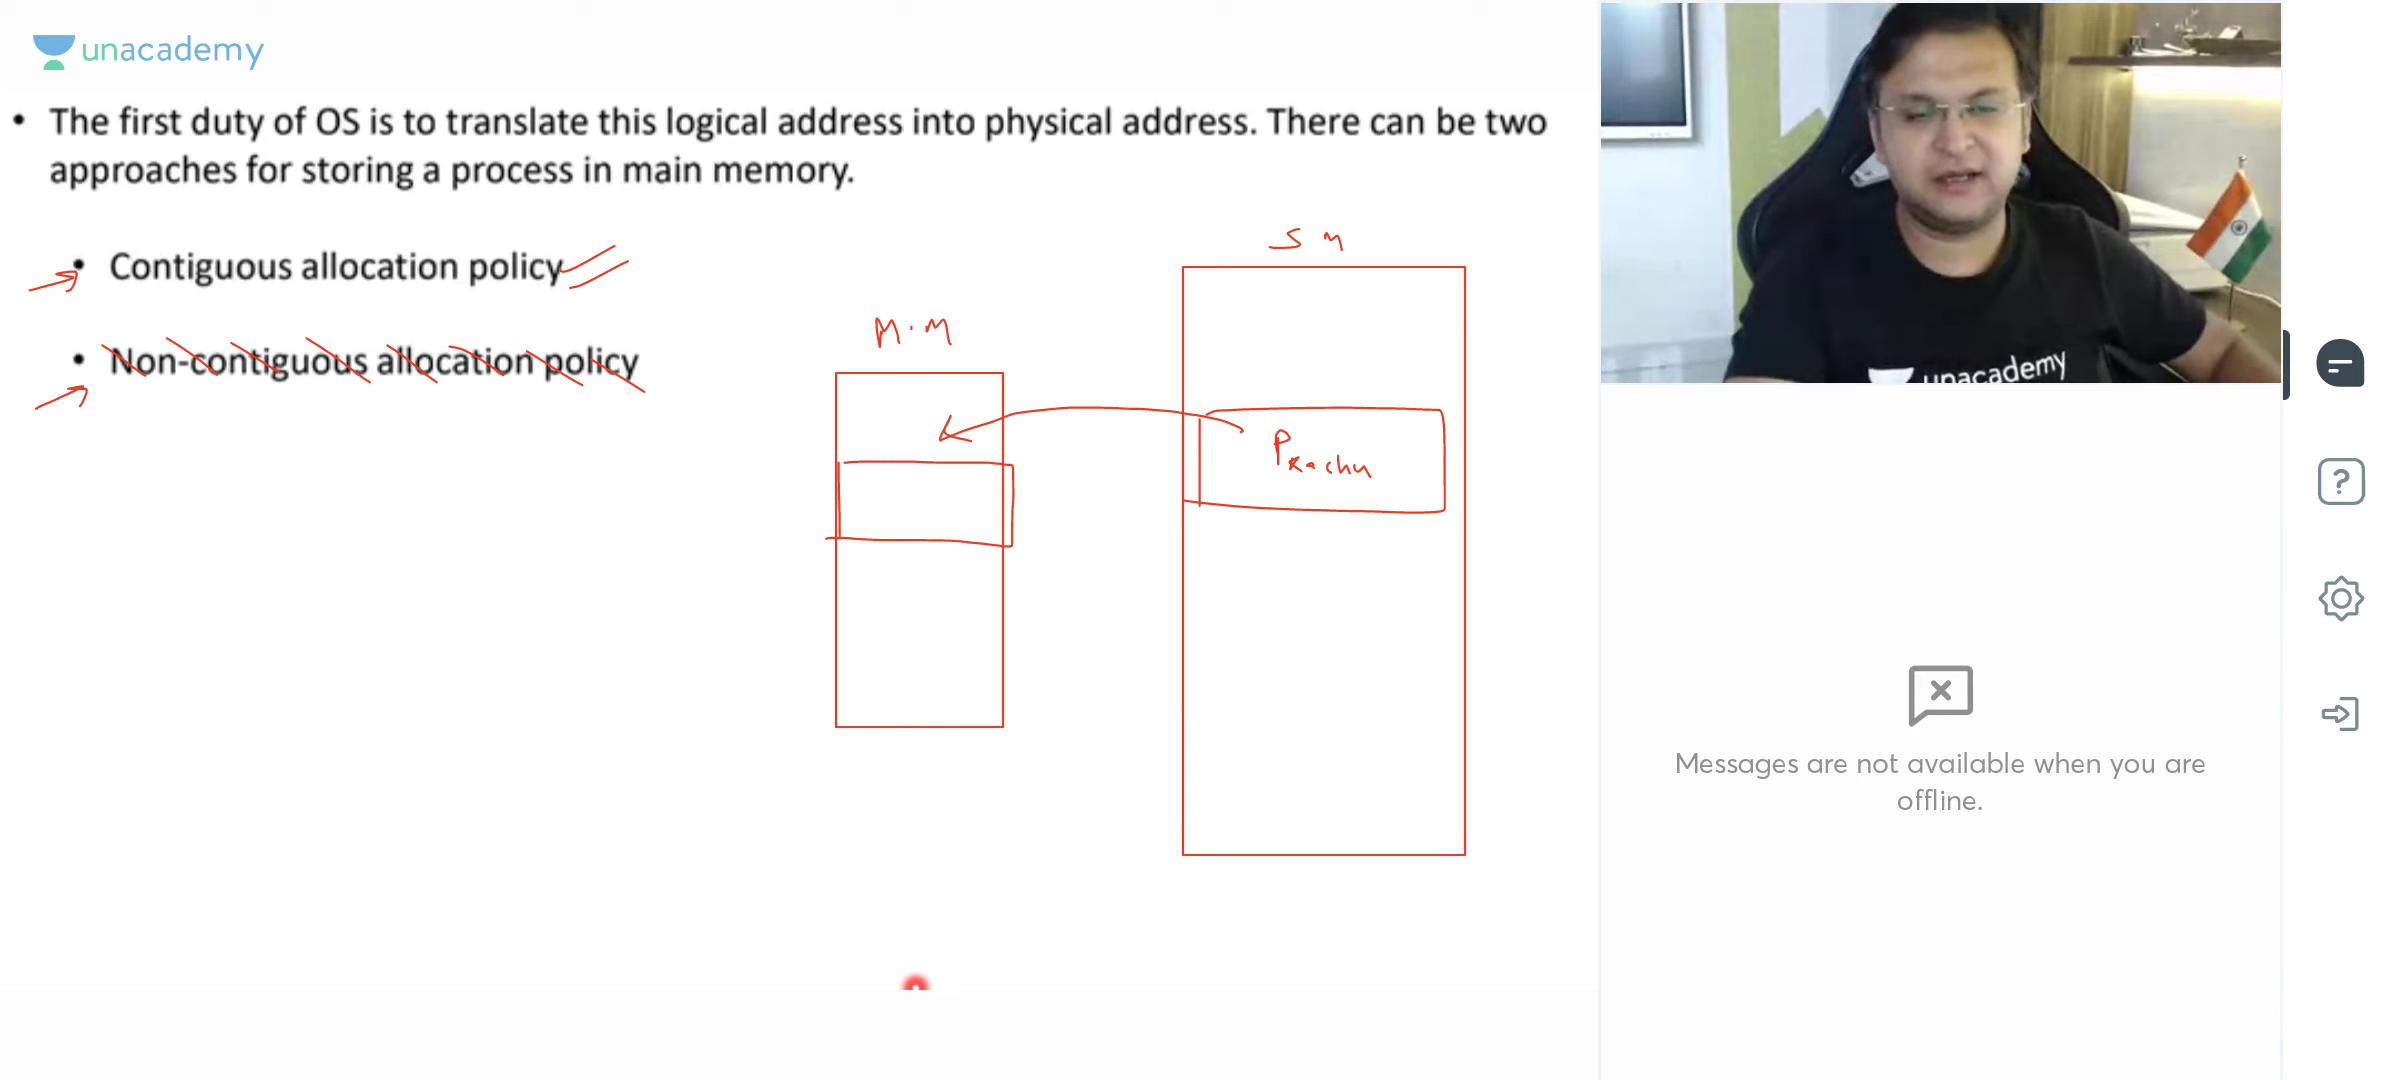 unacademy
• The first duty of OS is to translate this logical address into physical address. There can be two
approaches for storing a process in main memory.
• Contiguous allocation policy
• Non-contiguous allocation policy
S M
M.M
Pkachu
unacademy
?
Messages are not available when you are
offline.